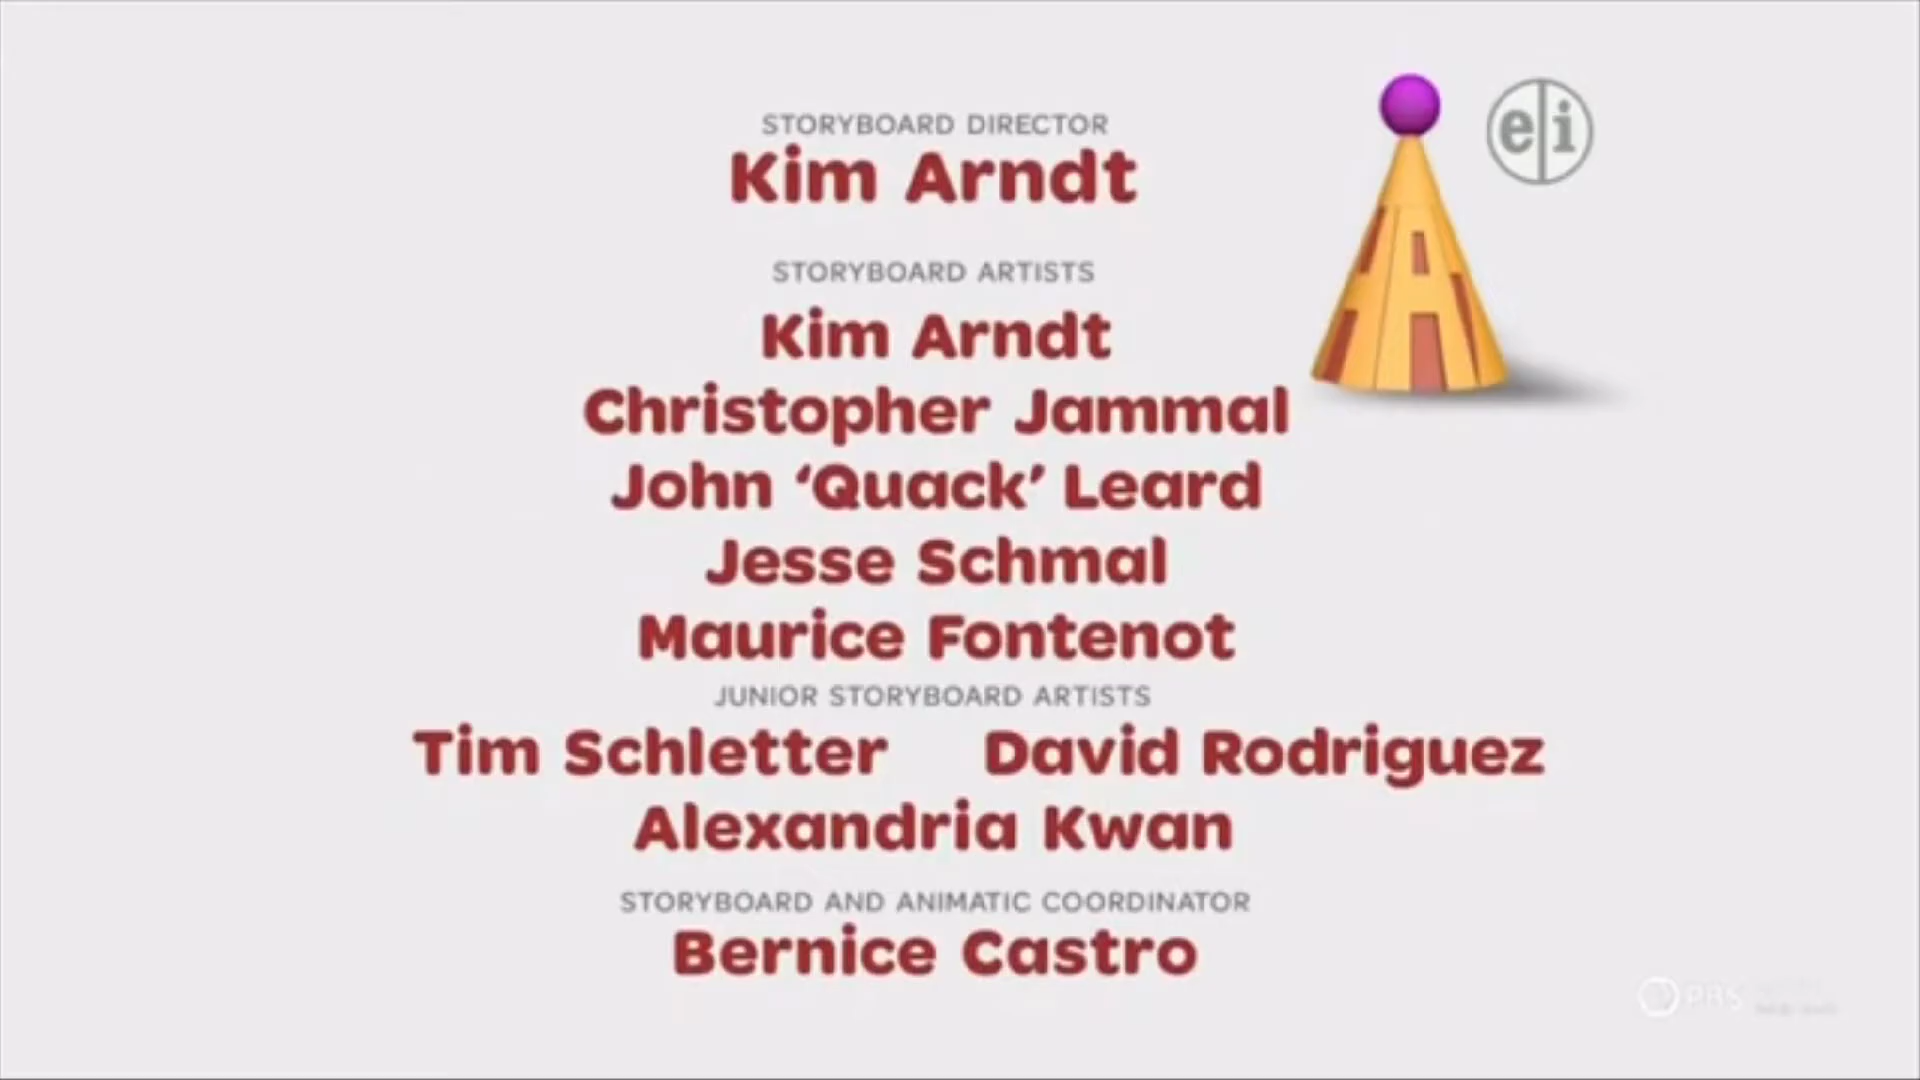 STORYBOARD DIRECTOR
Kim Arndt
e i
STORYBOARD ARTISTS
Kim Arndt
Christopher Jammal
John ‘Quack’ Leard
Jesse Schmal
Maurice Fontenot
JUNIOR STORYBOARD ARTISTS
Tim Schletter David Rodriguez
Alexandria Kwan
STORYBOARD AND ANIMATIC COORDINATOR
Bernice Castro
PBS